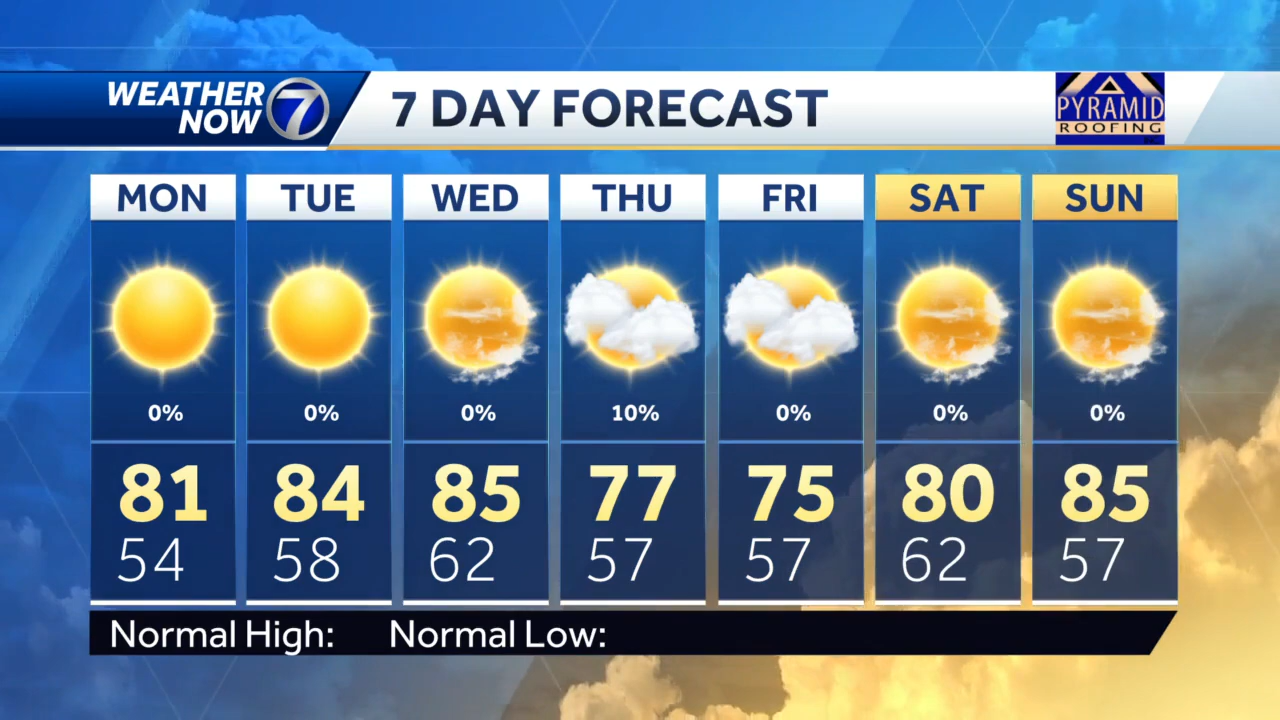 WEATHER
NOW 7
7 DAY FORECAST
PYRAMID
ROOFING
MON TUE WED THU FRI SAT SUN
0% 0% 0% 10% 0% 0% 0%
81 84 85 77 75 80 85
54 58 62 57 57 62 57
Normal High: Normal Low: